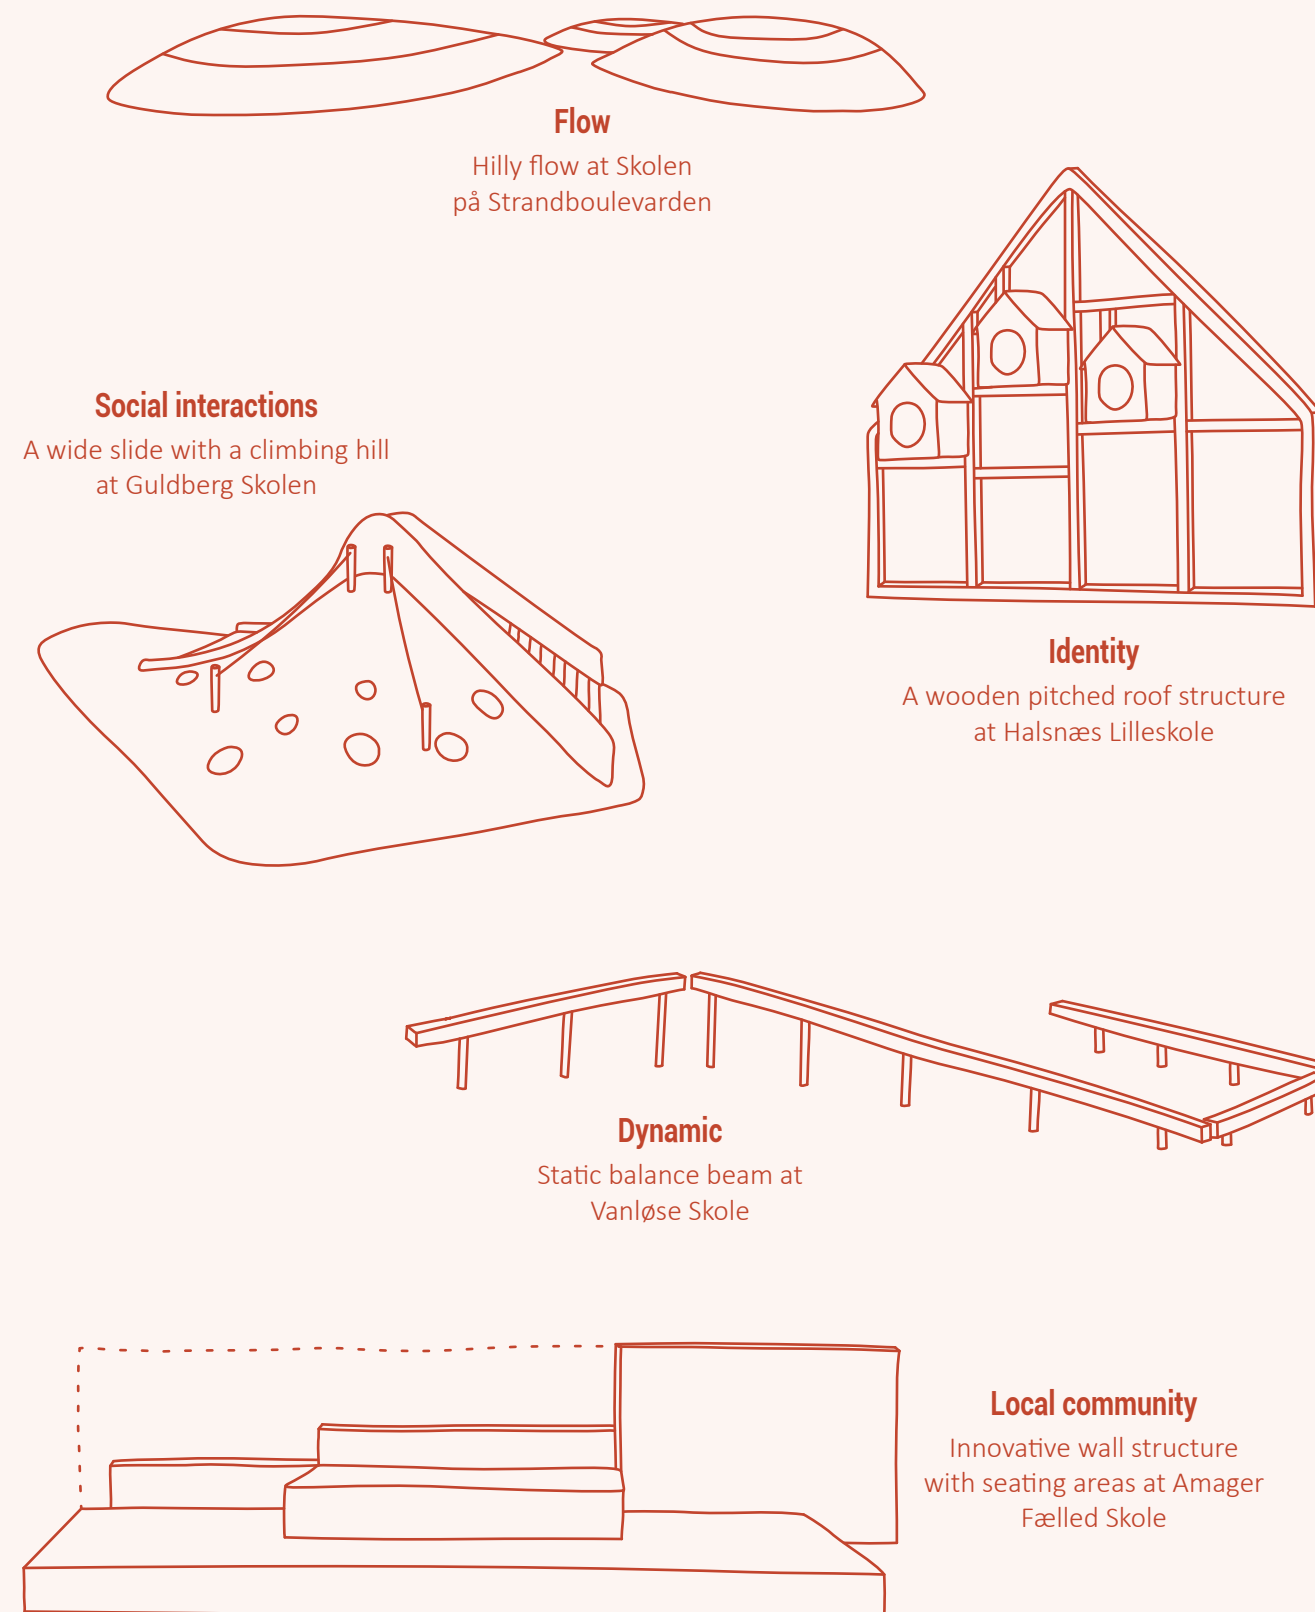 Flow
Hilly flow at Skolen
på Strandboulevarden
Social interactions
A wide slide with a climbing hill
at Guldberg Skolen
Identity
A wooden pitched roof structure
at Halsnæs Lilleskole
Dynamic
Static balance beam at
Vanløse Skole
Local community
Innovative wall structure
with seating areas at Amager
Fælled Skole